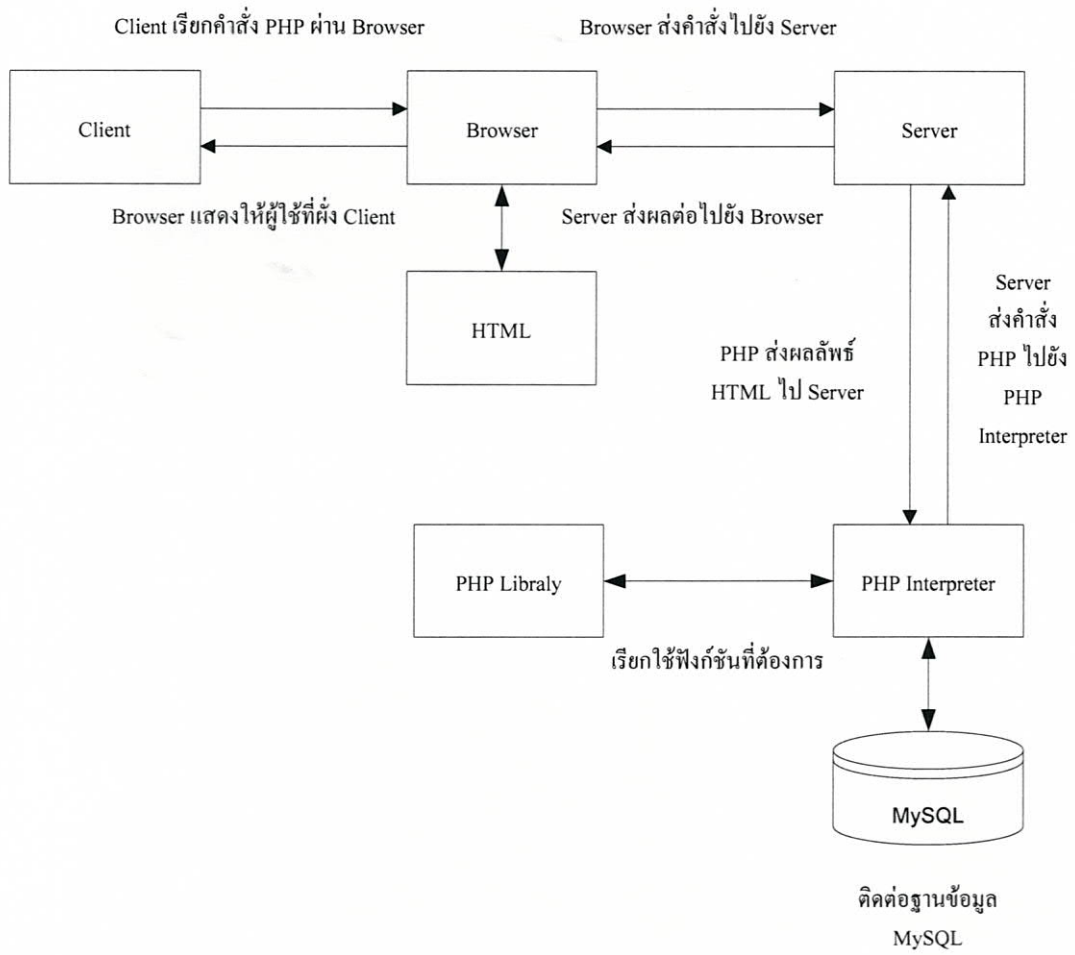 Client เรียกคำสั่ง PHP ผ่าน Browser
Browser ส่งคำสั่งไปยัง Server
Client
Browser
Server
Browser แสดงให้ผู้ใช้ที่ผั่ง Client
Server ส่งผลต่อไปยัง Browser
HTML
PHP ส่งผลลัพธ์
HTML ไป Server
Server
ส่งคำสั่ง
PHP ไปยัง
PHP
Interpreter
PHP Libraly
PHP Interpreter
เรียกใช้ฟังก์ชันที่ต้องการ
MySQL
ติดต่อฐานข้อมูล
MySQL